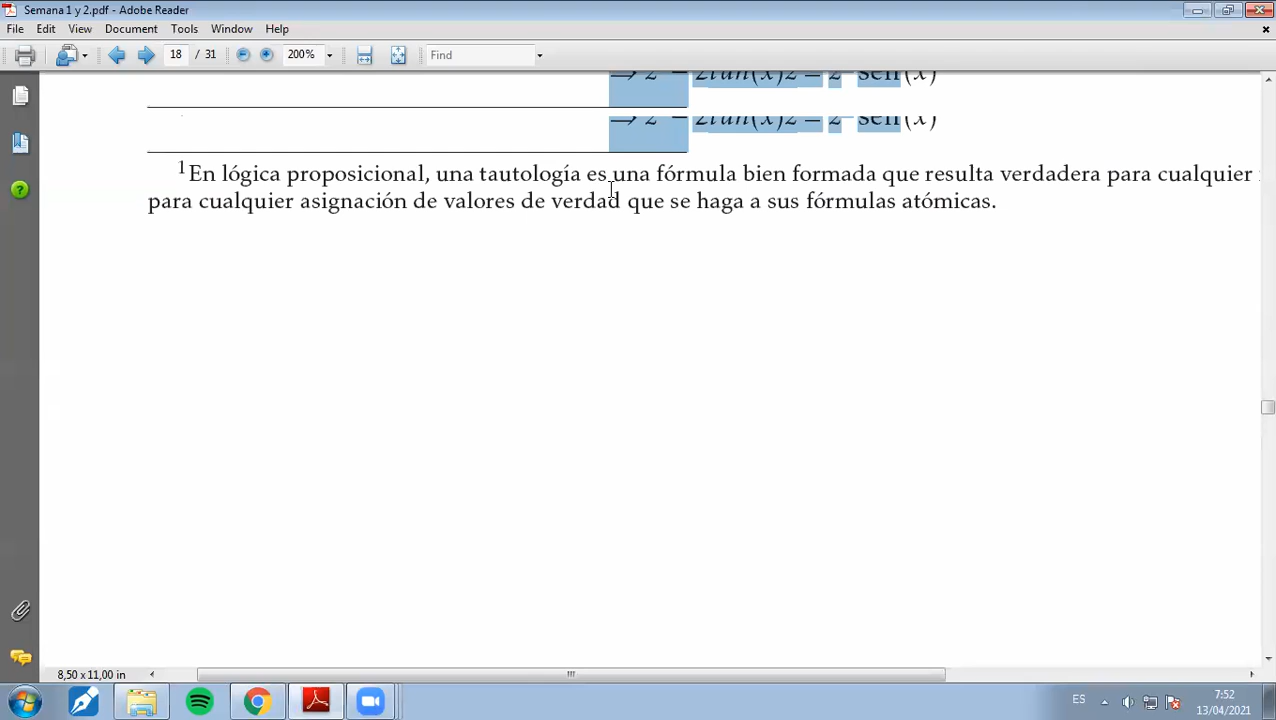 Semana 1 y 2.pdf - Adobe Reader
File Edit View Document Tools Window Help
18 / 31 200% Find
1En lógica proposicional, una tautología es una fórmula bien formada que resulta verdadera para cualquier
para cualquier asignación de valores de verdad que se haga a sus fórmulas atómicas.
8,50 x 11,00 in
ES 7:52
13/04/2021